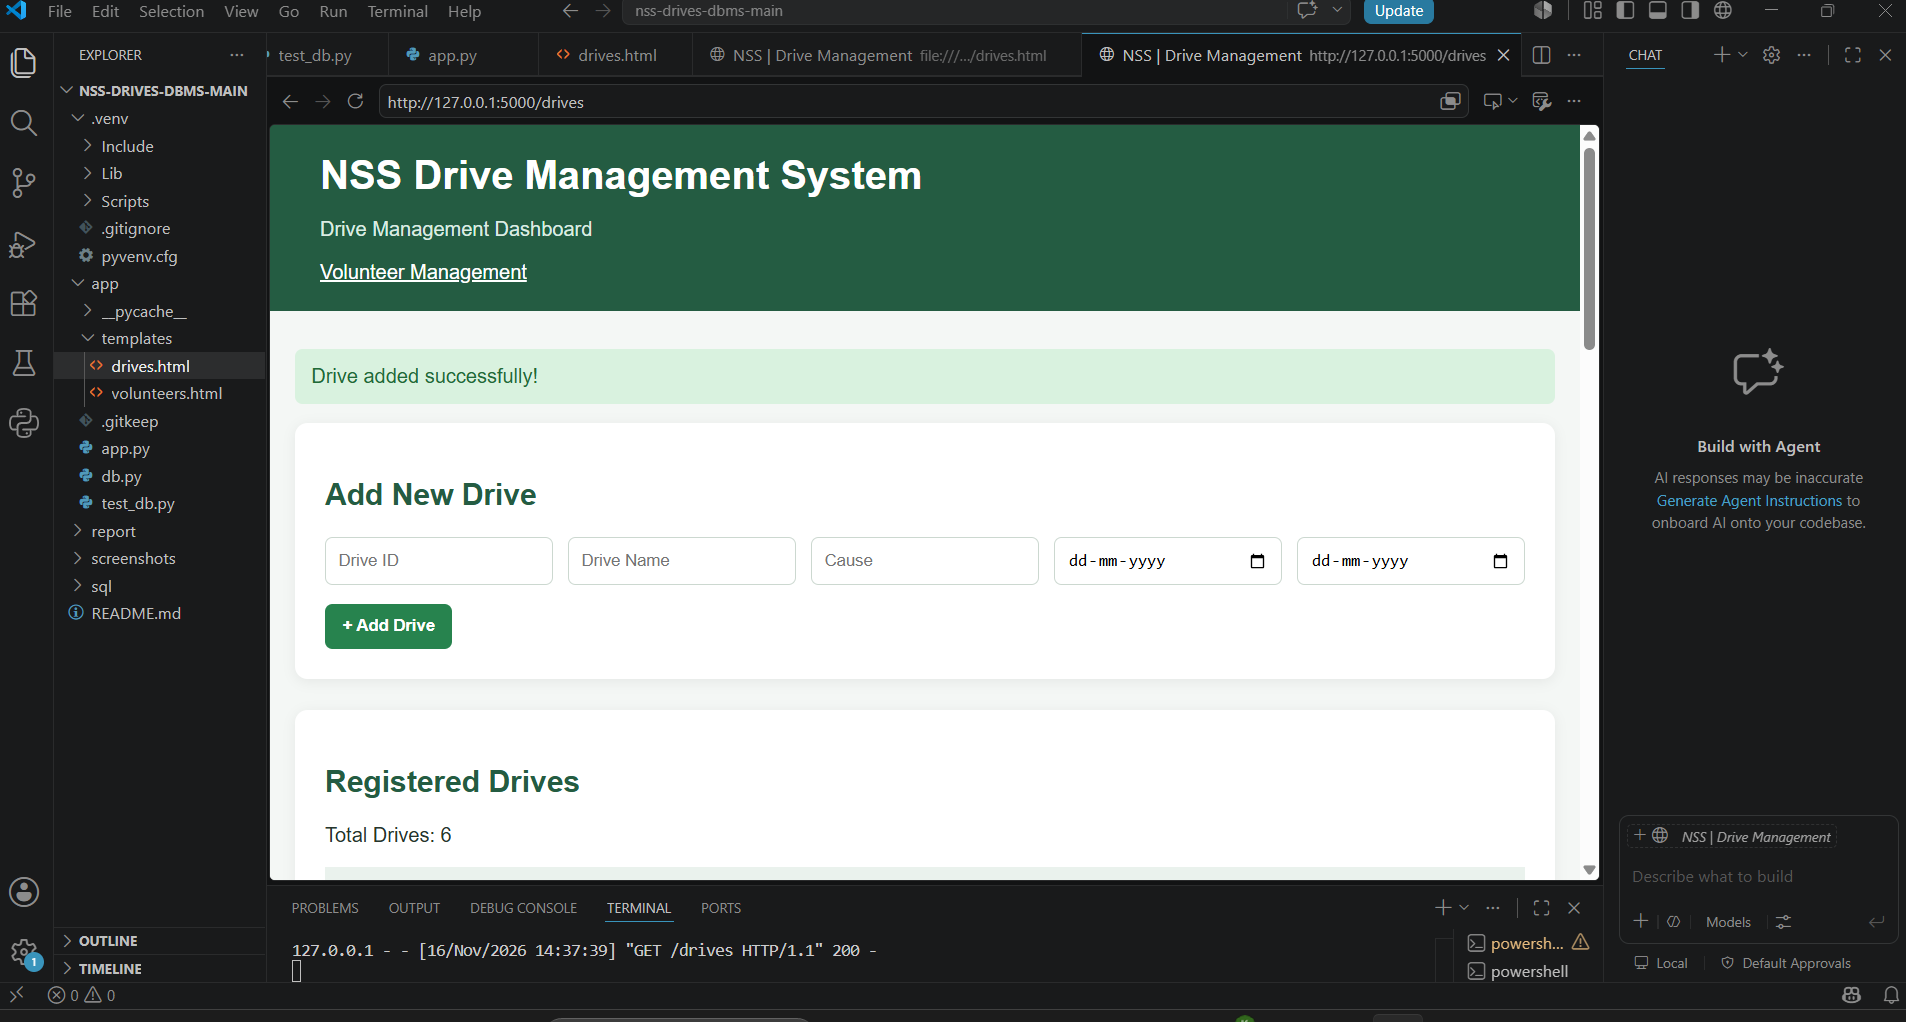 File Edit Selection View Go Run Terminal Help
nss-drives-dbms-main
Update
EXPLORER
NSS-DRIVES-DBMS-MAIN
.venv
Include
Lib
Scripts
.gitignore
pyvenv.cfg
app
__pycache__
templates
drives.html
volunteers.html
.gitkeep
app.py
db.py
test_db.py
report
screenshots
sql
README.md
OUTLINE
TIMELINE
test_db.py
app.py
drives.html
NSS | Drive Management file:///.../drives.html
NSS | Drive Management http://127.0.0.1:5000/drives
http://127.0.0.1:5000/drives
NSS Drive Management System
Drive Management Dashboard
Volunteer Management
Drive added successfully!
Add New Drive
Drive ID
Drive Name
Cause
dd-mm-yyyy
dd-mm-yyyy
+ Add Drive
Registered Drives
Total Drives: 6
PROBLEMS OUTPUT DEBUG CONSOLE TERMINAL PORTS
127.0.0.1 - - [16/Nov/2026 14:37:39] "GET /drives HTTP/1.1" 200 -
powersh...
powershell
CHAT
Build with Agent
AI responses may be inaccurate
Generate Agent Instructions to
onboard AI onto your codebase.
NSS | Drive Management
Describe what to build
Models
Local
Default Approvals
1
0 0